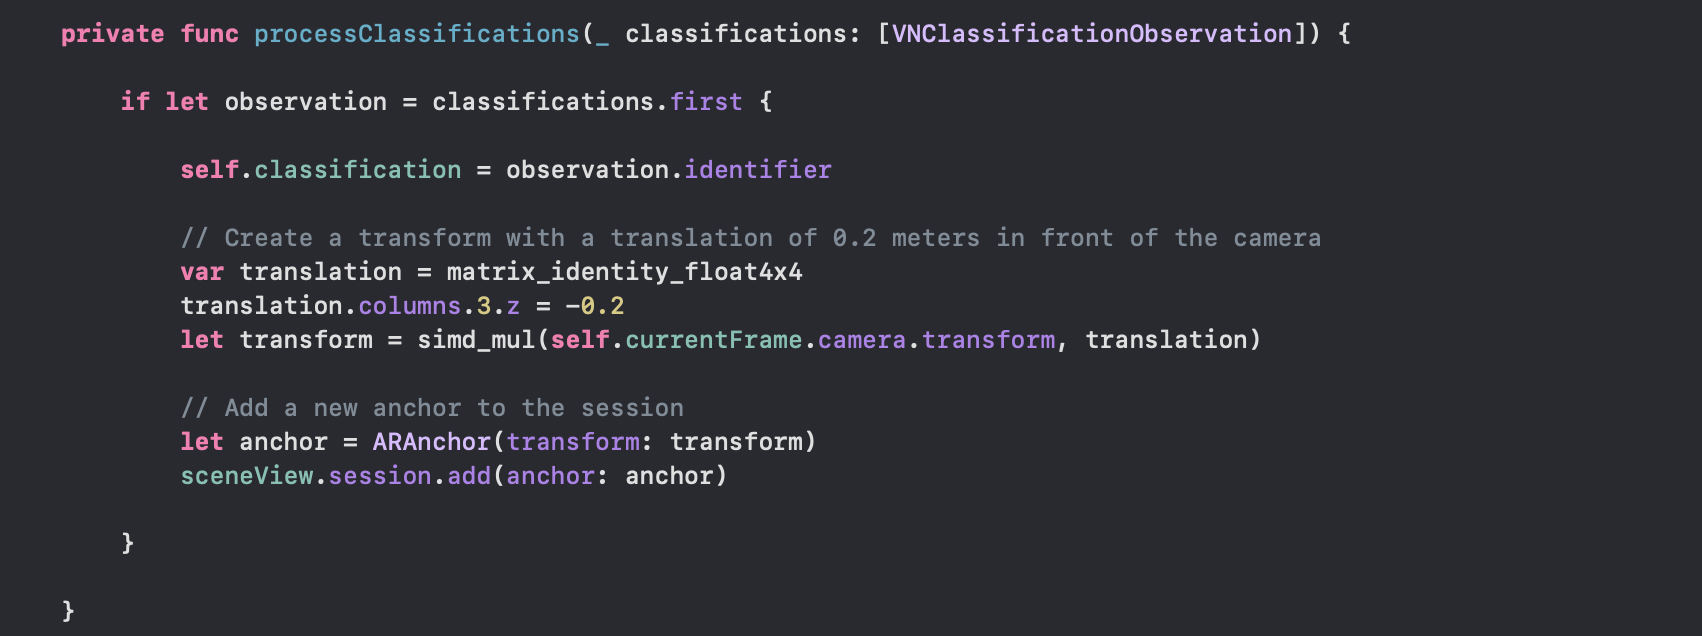 private func processClassifications(_ classifications: [VNClassificationObservation]) {
if let observation = classifications.first {
self.classification = observation.identifier
// Create a transform with a translation of 0.2 meters in front of the camera
var translation = matrix_identity_float4x4
translation.columns.3.z = -0.2
let transform = simd_mul(self.currentFrame.camera.transform, translation)
// Add a new anchor to the session
let anchor = ARAnchor(transform: transform)
sceneView.session.add(anchor: anchor)
}
}